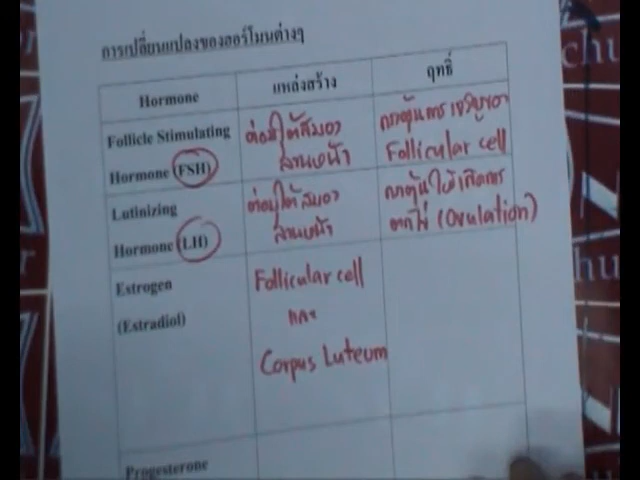 การเปลี่ยนแปลงของฮอร์โมนต่างๆ
Hormone
แหล่งสร้าง
ฤทธิ์
Follicle Stimulating
Hormone (FSH)
ต่อมใต้สมอง
ส่วนหน้า
กระตุ้นการเจริญของ
Follicular cell
Lutinizing
Hormone (LH)
ต่อมใต้สมอง
ส่วนหน้า
กระตุ้นให้เกิดการ
ตกไข่ (Ovulation)
Estrogen
(Estradiol)
Follicular cell
และ
Corpus Luteum
Progesterone
chu